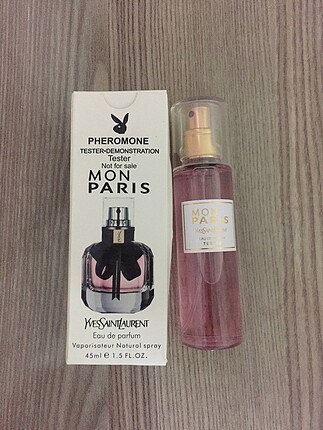 PHEROMONE
TESTER-DEMONSTRATION
Tester
Not for sale
MON
PARIS
YVESSAINTLAURENT
Eau de parfum
Vaporisateur Natural spray
45ml e 1.5 FL.OZ.
MON
PARIS
YVESSAINTLAURENT